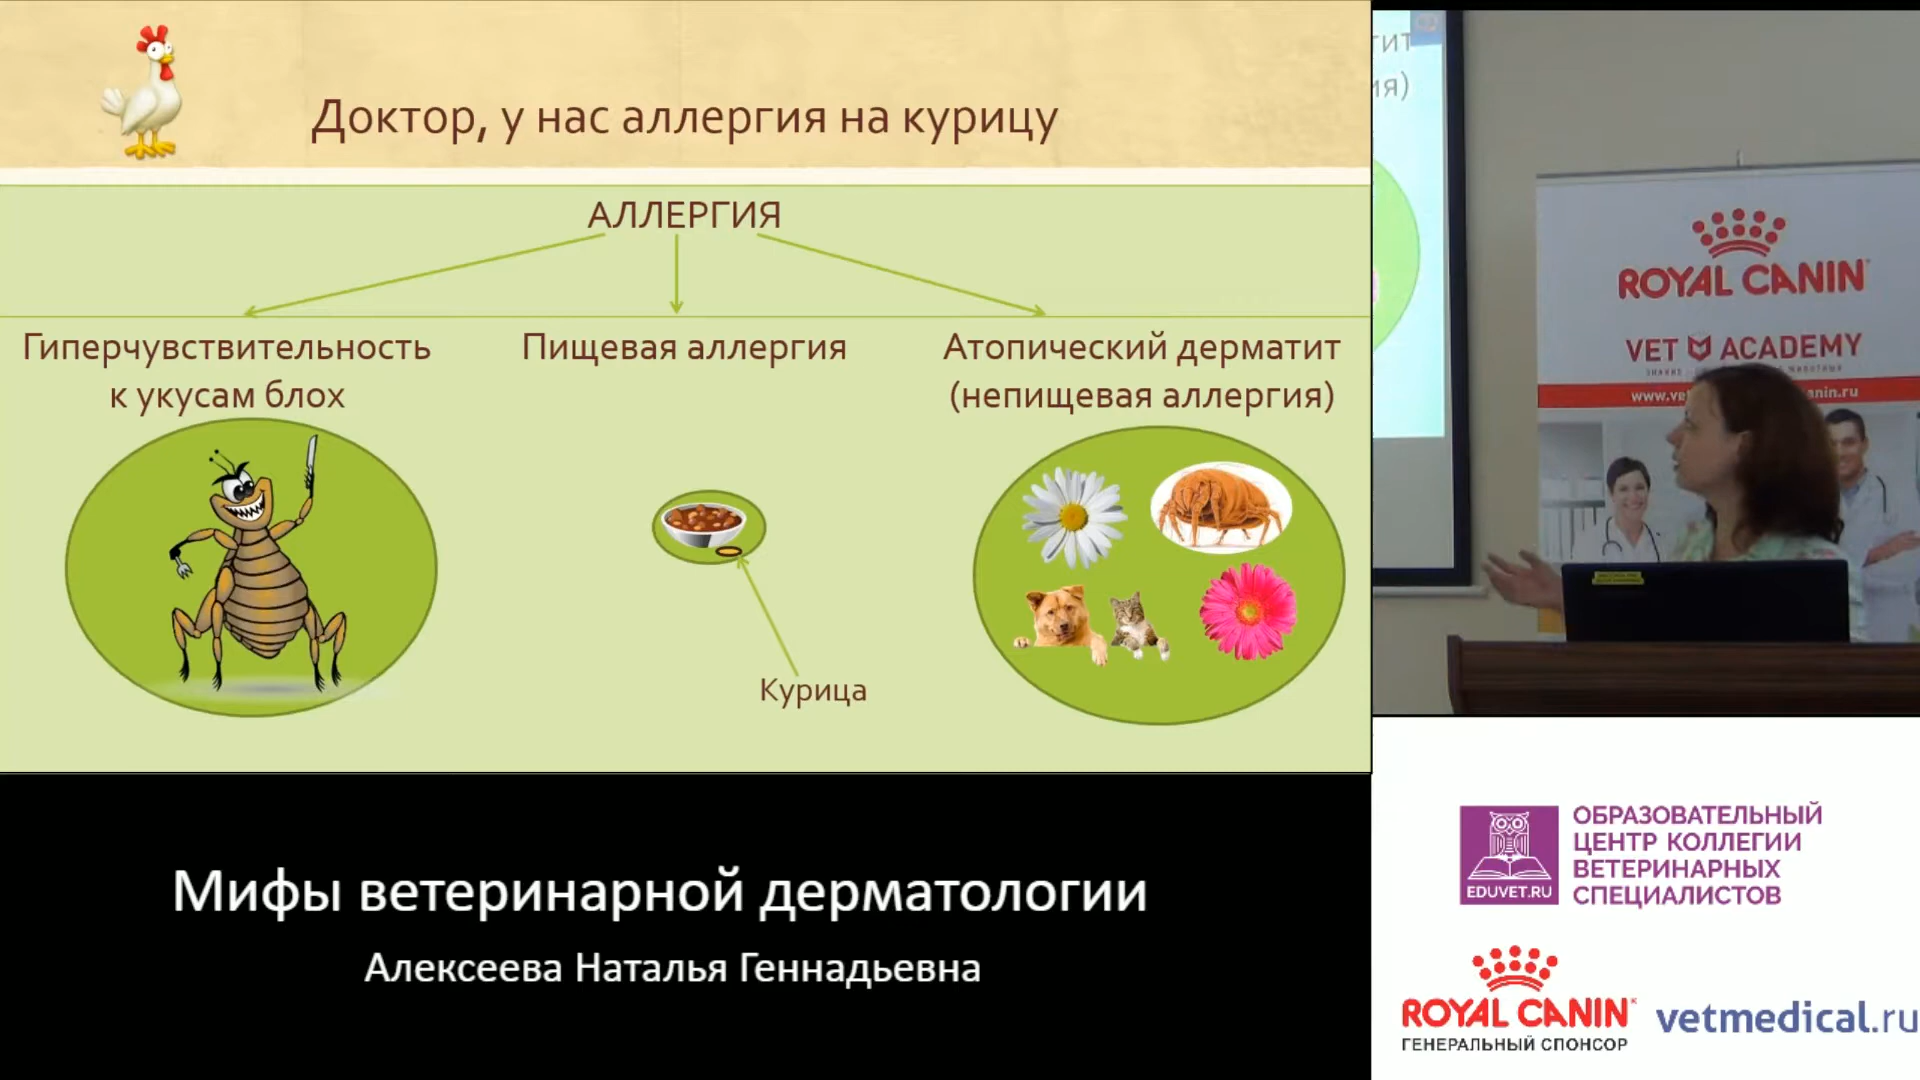 Доктор, у нас аллергия на курицу
АЛЛЕРГИЯ
Гиперчувствительность
к укусам блох
Пищевая аллергия
Атопический дерматит
(непищевая аллергия)
Курица
ROYAL CANIN
VET ACADEMY
Мифы ветеринарной дерматологии
Алексеева Наталья Геннадьевна
EDUVET.RU
ОБРАЗОВАТЕЛЬНЫЙ
ЦЕНТР КОЛЛЕГИИ
ВЕТЕРИНАРНЫХ
СПЕЦИАЛИСТОВ
ROYAL CANIN
ГЕНЕРАЛЬНЫЙ СПОНСОР
vetmedical.ru